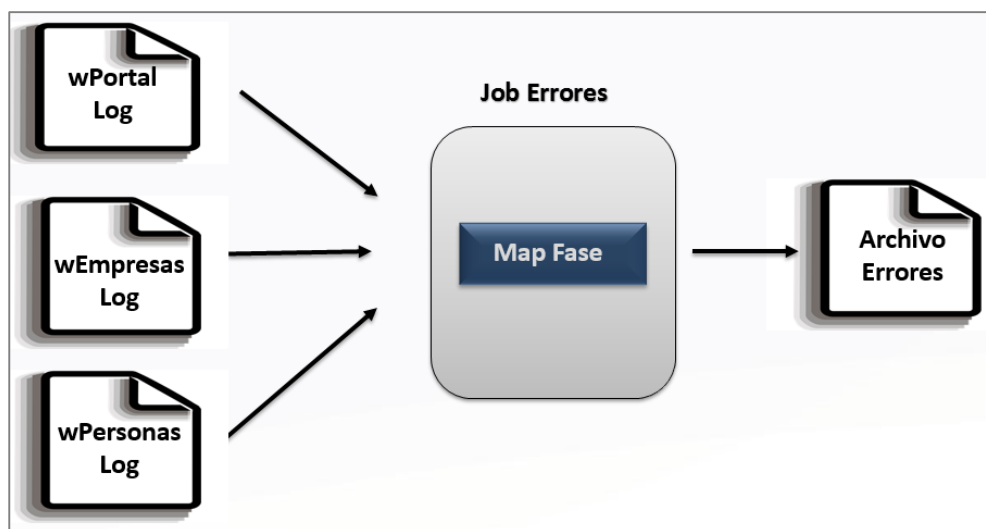 wPortal
Log
wEmpresas
Log
wPersonas
Log
Job Errores
Map Fase
Archivo
Errores